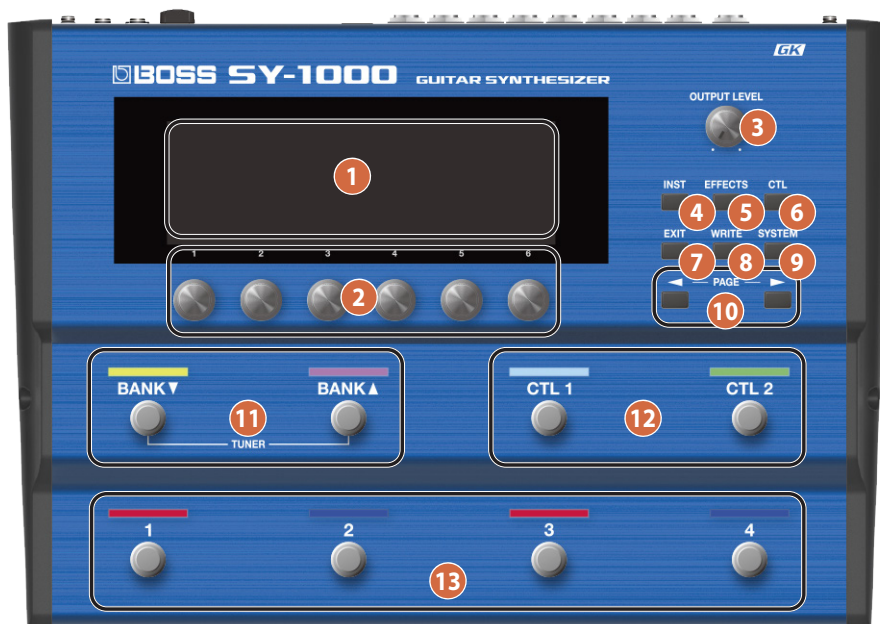 GK
BOSS SY-1000 GUITAR SYNTHESIZER
OUTPUT LEVEL
3
1
INST EFFECTS CTL
4 5 6
EXIT WRITE SYSTEM
7 8 9
1 2 3 4 5 6
2
◄ PAGE ►
10
BANK▼ BANK▲ CTL 1 CTL 2
11 12
TUNER
1 2 3 4
13